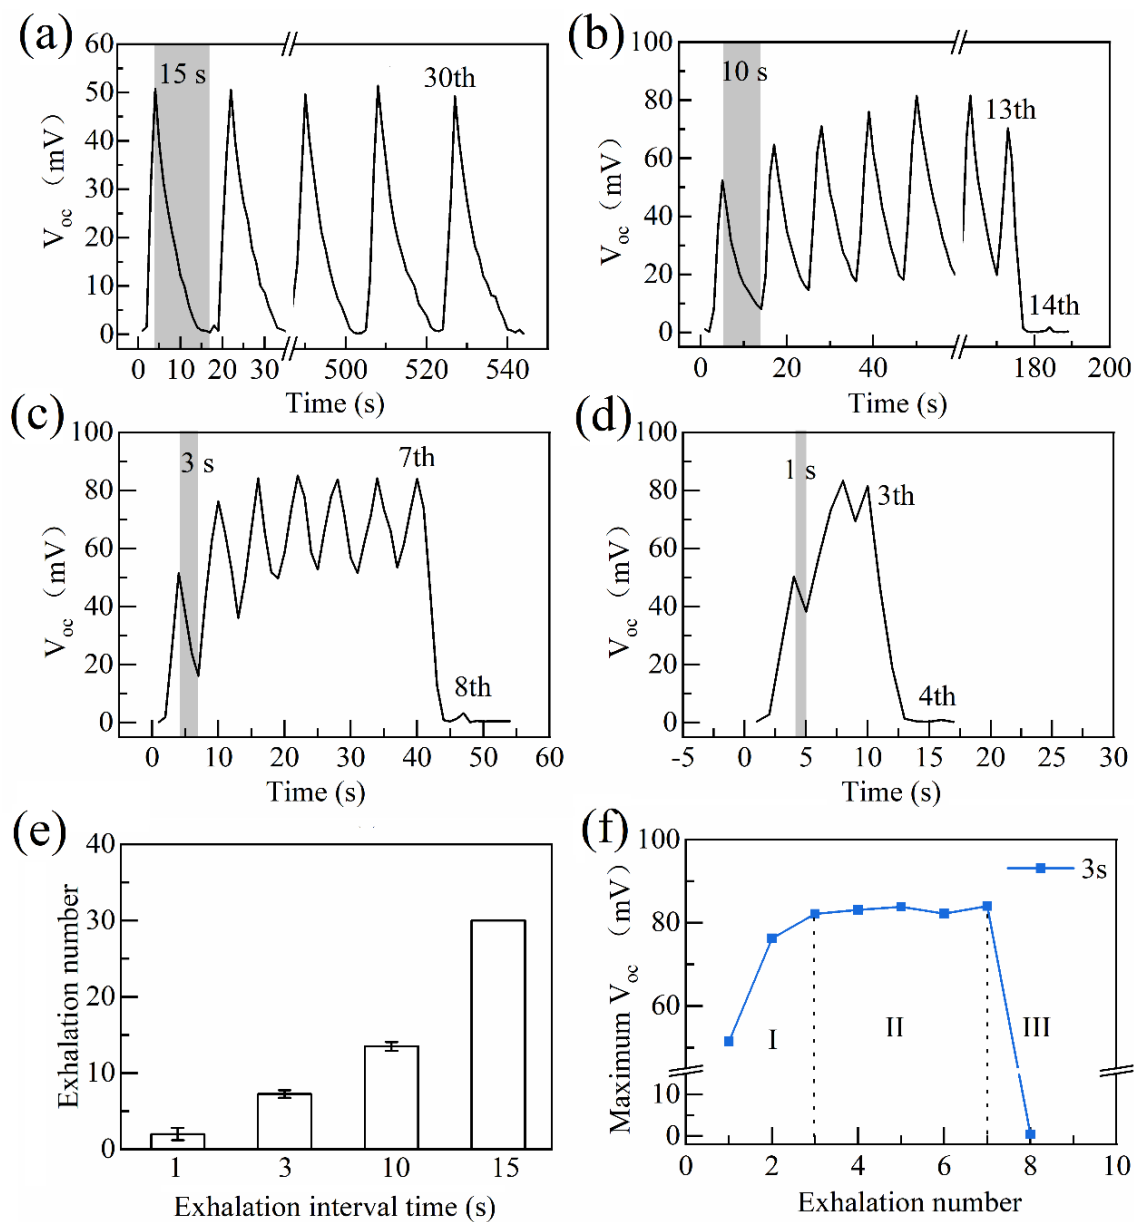 (a)
60
50
40
30
20
10
0
V_oc (mV)
15 s
30th
0 10 20 30 500 520 540
Time (s)
(b)
100
80
60
40
20
0
V_oc (mV)
10 s
13th
14th
0 20 40 180 200
Time (s)
(c)
100
80
60
40
20
0
V_oc (mV)
3 s
7th
8th
0 10 20 30 40 50 60
Time (s)
(d)
100
80
60
40
20
0
V_oc (mV)
1 s
3th
4th
-5 0 5 10 15 20 25 30
Time (s)
(e)
40
30
20
10
0
Exhalation number
1 3 10 15
Exhalation interval time (s)
(f)
100
80
60
10
0
Maximum V_oc (mV)
3s
I II III
0 2 4 6 8 10
Exhalation number